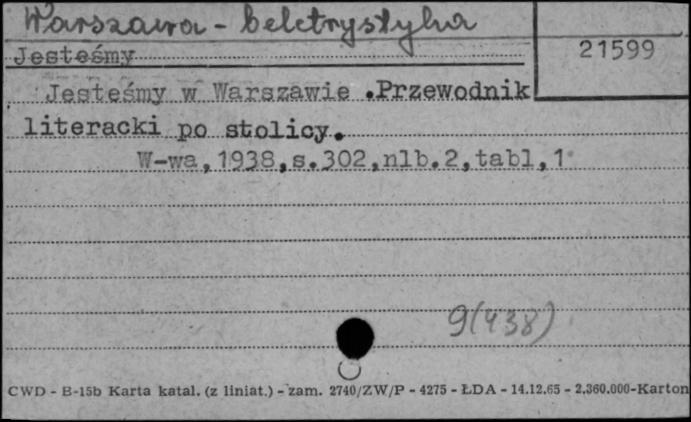 Warszawa - beletrystyka
Jesteśmy
21599
Jesteśmy w Warszawie .Przewodnik
literacki po stolicy.
W-wa,1938,s.302,nlb.2,tabl,1
9(438)
CWD - B-15b Karta katal. (z liniat.) - zam. 2740/ZW/P - 4275 - ŁDA - 14.12.65 - 2.360.000-Karton